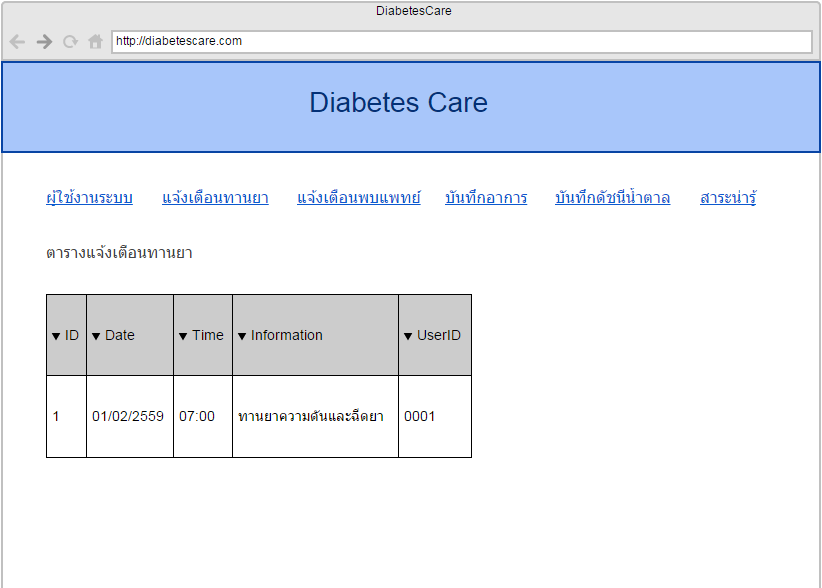 DiabetesCare
http://diabetescare.com
Diabetes Care
ผู้ใช้งานระบบ แจ้งเตือนทานยา แจ้งเตือนพบแพทย์ บันทึกอาการ บันทึกดัชนีน้ำตาล สาระน่ารู้
ตารางแจ้งเตือนทานยา
▼ ID ▼ Date ▼ Time ▼ Information ▼ UserID
1 01/02/2559 07:00 ทานยาความดันและฉีดยา 0001